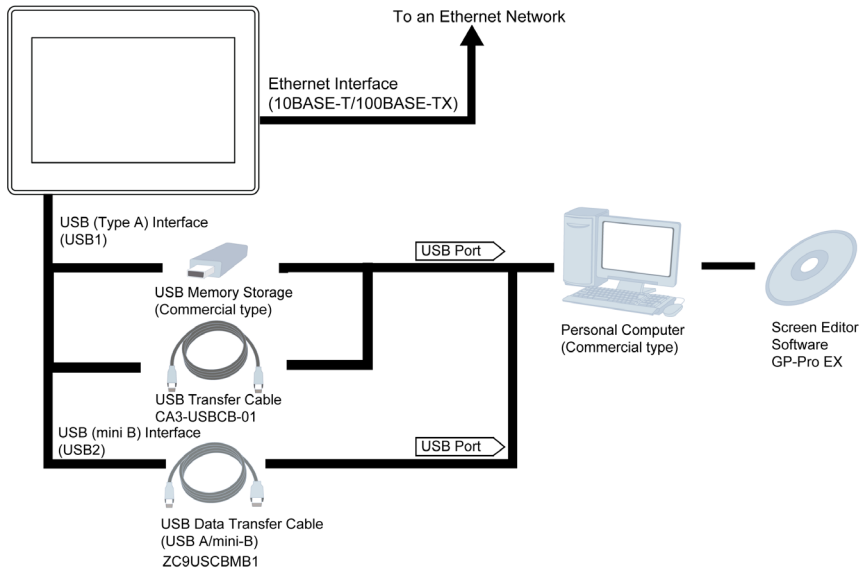 To an Ethernet Network
Ethernet Interface
(10BASE-T/100BASE-TX)
USB (Type A) Interface
(USB1)
USB Port
USB Memory Storage
(Commercial type)
Personal Computer
(Commercial type)
Screen Editor
Software
GP-Pro EX
USB Transfer Cable
CA3-USBCB-01
USB (mini B) Interface
(USB2)
USB Port
USB Data Transfer Cable
(USB A/mini-B)
ZC9USCBMB1